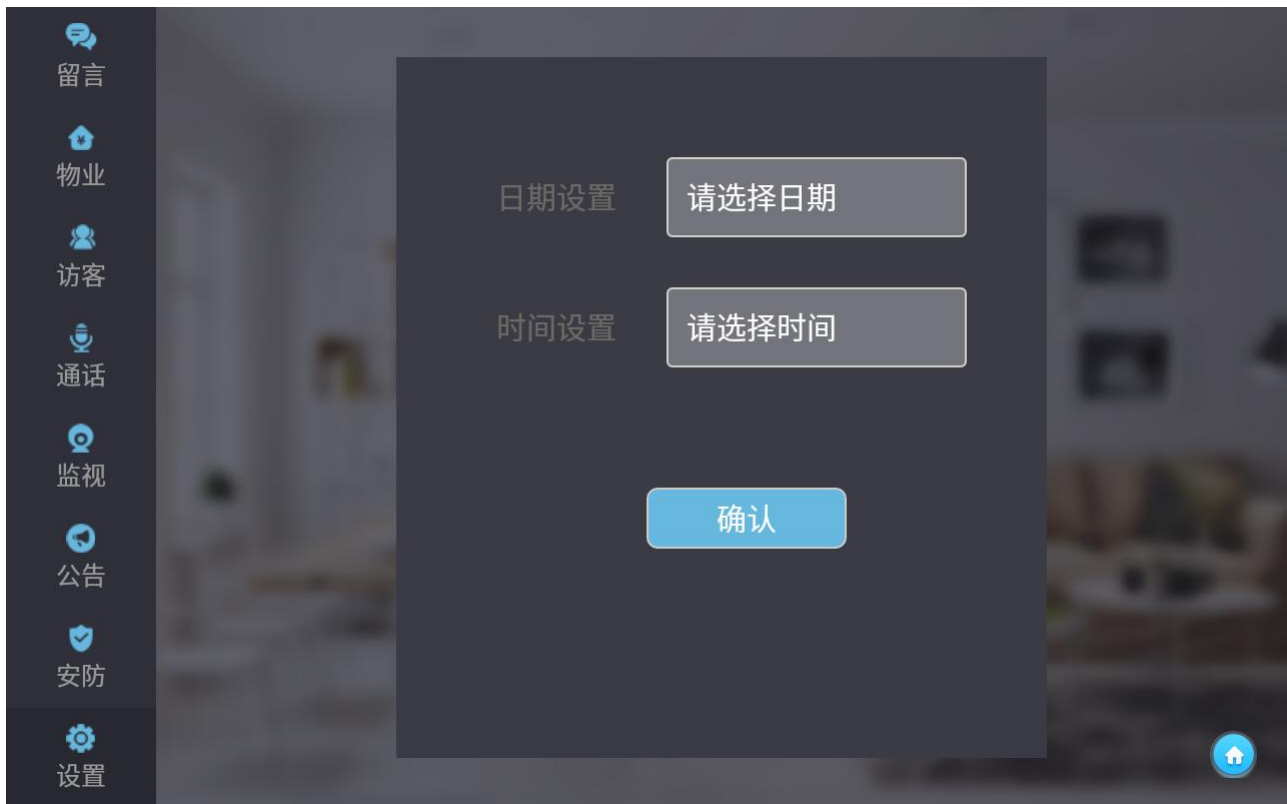 留言
物业
访客
通话
监视
公告
安防
设置
日期设置 请选择日期
时间设置 请选择时间
确认